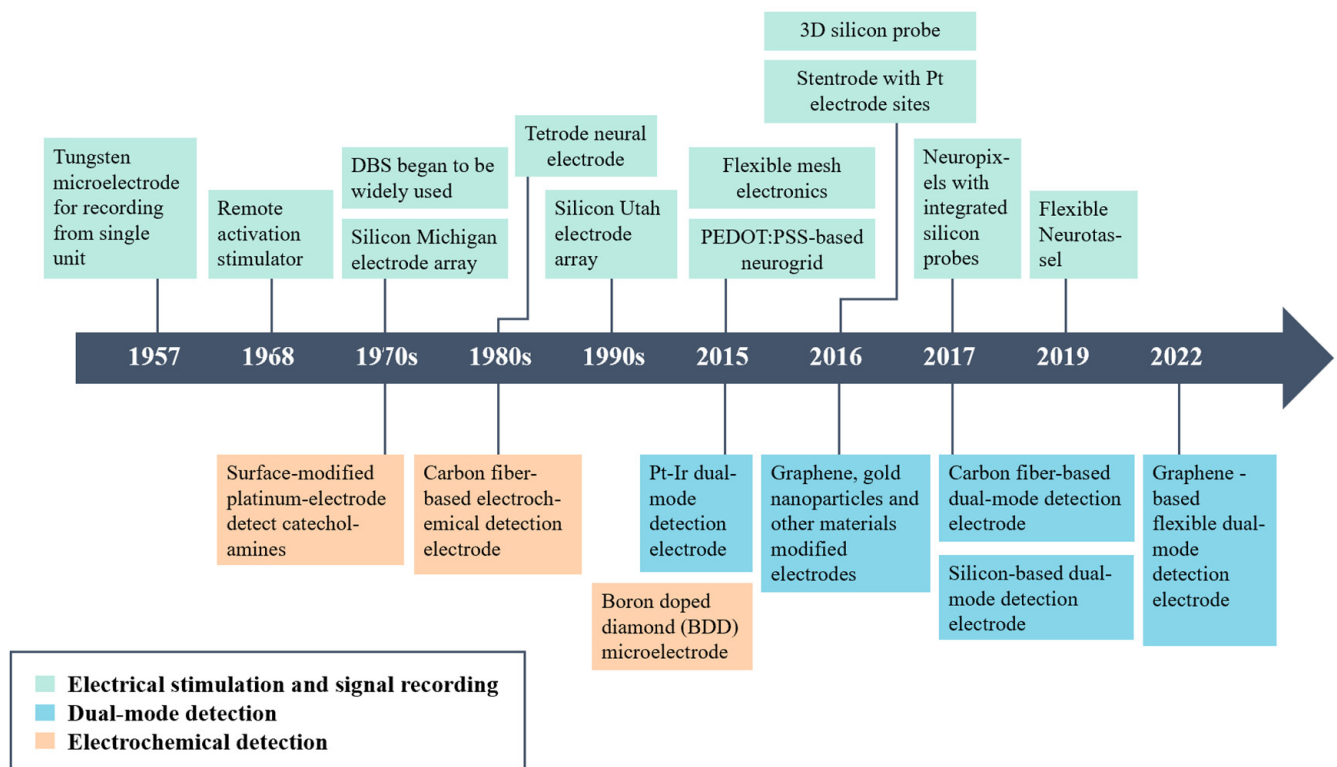 3D silicon probe
Stentrode with Pt
electrode sites
Tungsten
microelectrode
for recording
from single
unit
Remote
activation
stimulator
DBS began to be
widely used
Silicon Michigan
electrode array
Tetrode neural
electrode
Silicon Utah
electrode
array
Flexible mesh
electronics
PEDOT:PSS-based
neurogrid
Neuropix-
els with
integrated
silicon
probes
Flexible
Neurotas-
sel
1957 1968 1970s 1980s 1990s 2015 2016 2017 2019 2022
Surface-modified
platinum-electrode
detect catechol-
amines
Carbon fiber-
based electroch-
emical detection
electrode
Pt-Ir dual-
mode
detection
electrode
Boron doped
diamond (BDD)
microelectrode
Graphene, gold
nanoparticles and
other materials
modified
electrodes
Carbon fiber-based
dual-mode detection
electrode
Silicon-based dual-
mode detection
electrode
Graphene -
based
flexible dual-
mode
detection
electrode
Electrical stimulation and signal recording
Dual-mode detection
Electrochemical detection